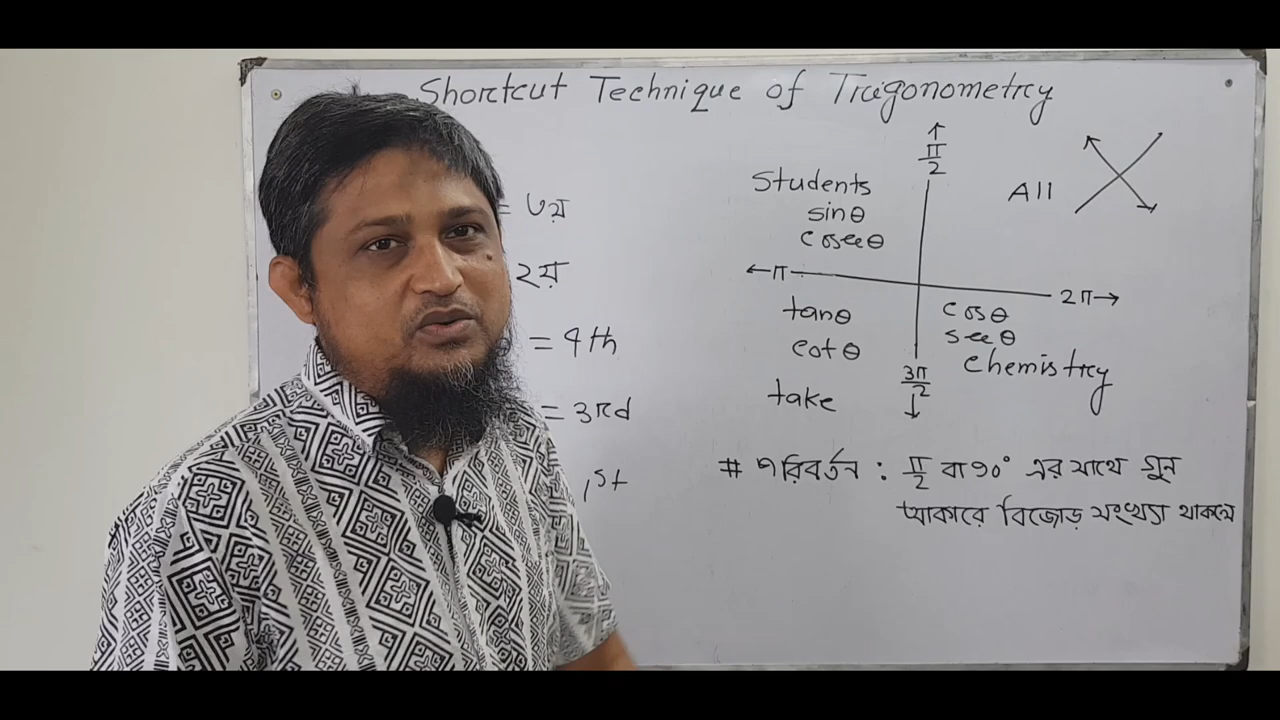 Shortcut Technique of Trigonometry
= ৩য়
২য়
= 4th
= 3rd
1st
π/2
Students
sinθ
cosecθ
All
←π
2π→
tanθ
cotθ
take
cosθ
secθ
Chemistry
3π/2
# পরিবর্তন : π/2 বা ৯০° এর সাথে গুন
আকারে বিজোড় সংখ্যা থাকলে